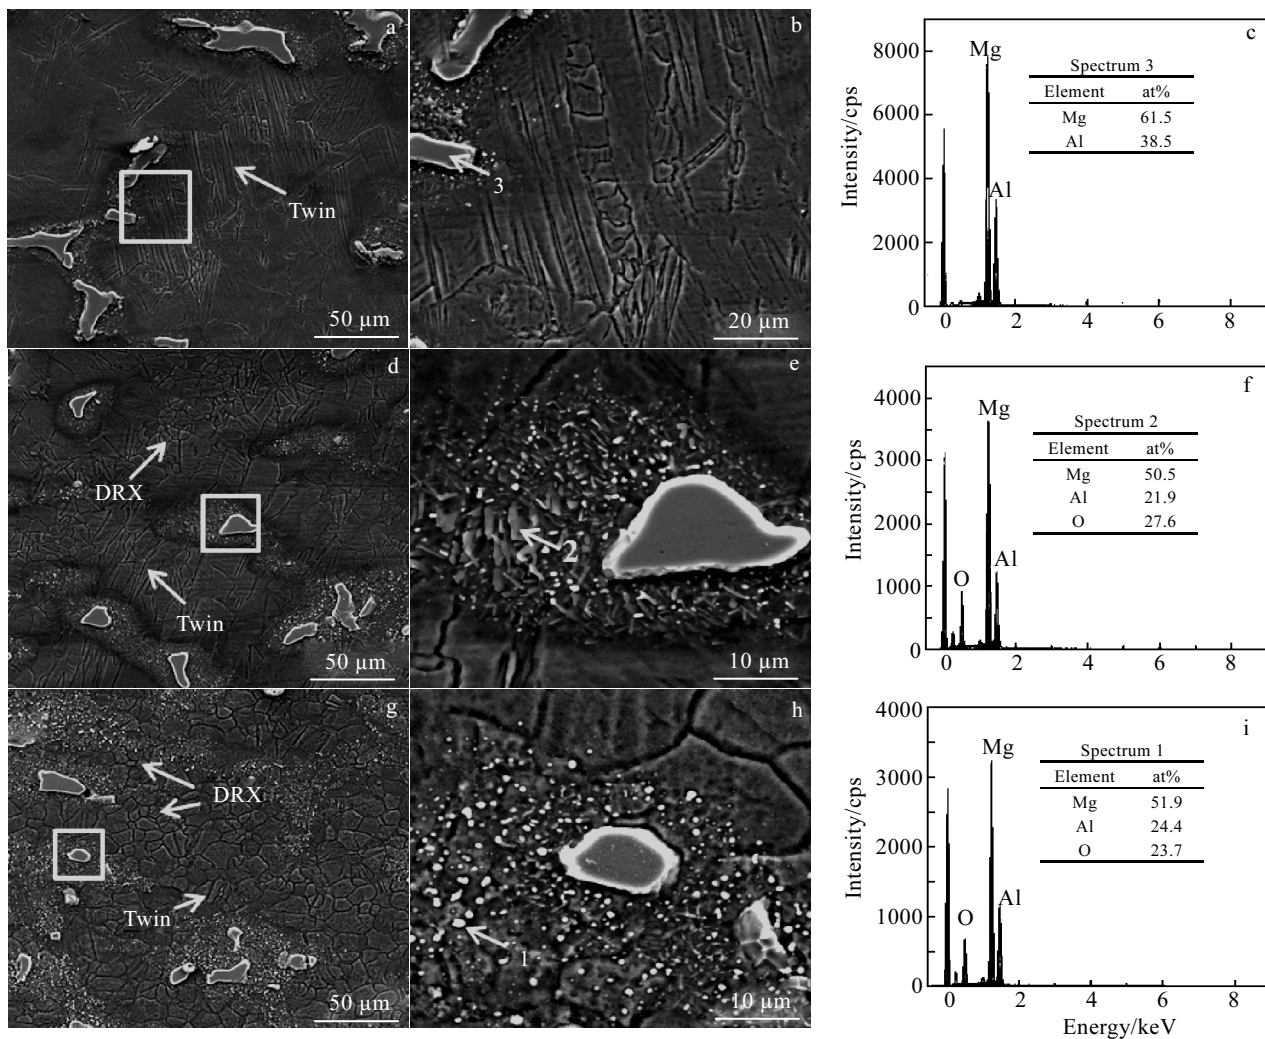 a
Twin
50 µm
b
3
20 µm
c
Intensity/cps
8000
6000
4000
2000
0
Mg
Al
Spectrum 3
Element at%
Mg 61.5
Al 38.5
0 2 4 6 8
d
DRX
Twin
50 µm
e
2
10 µm
f
Intensity/cps
4000
3000
2000
1000
0
O
Mg
Al
Spectrum 2
Element at%
Mg 50.5
Al 21.9
O 27.6
0 2 4 6 8
g
DRX
Twin
50 µm
h
1
10 µm
i
Intensity/cps
4000
3000
2000
1000
0
O
Mg
Al
Spectrum 1
Element at%
Mg 51.9
Al 24.4
O 23.7
0 2 4 6 8
Energy/keV